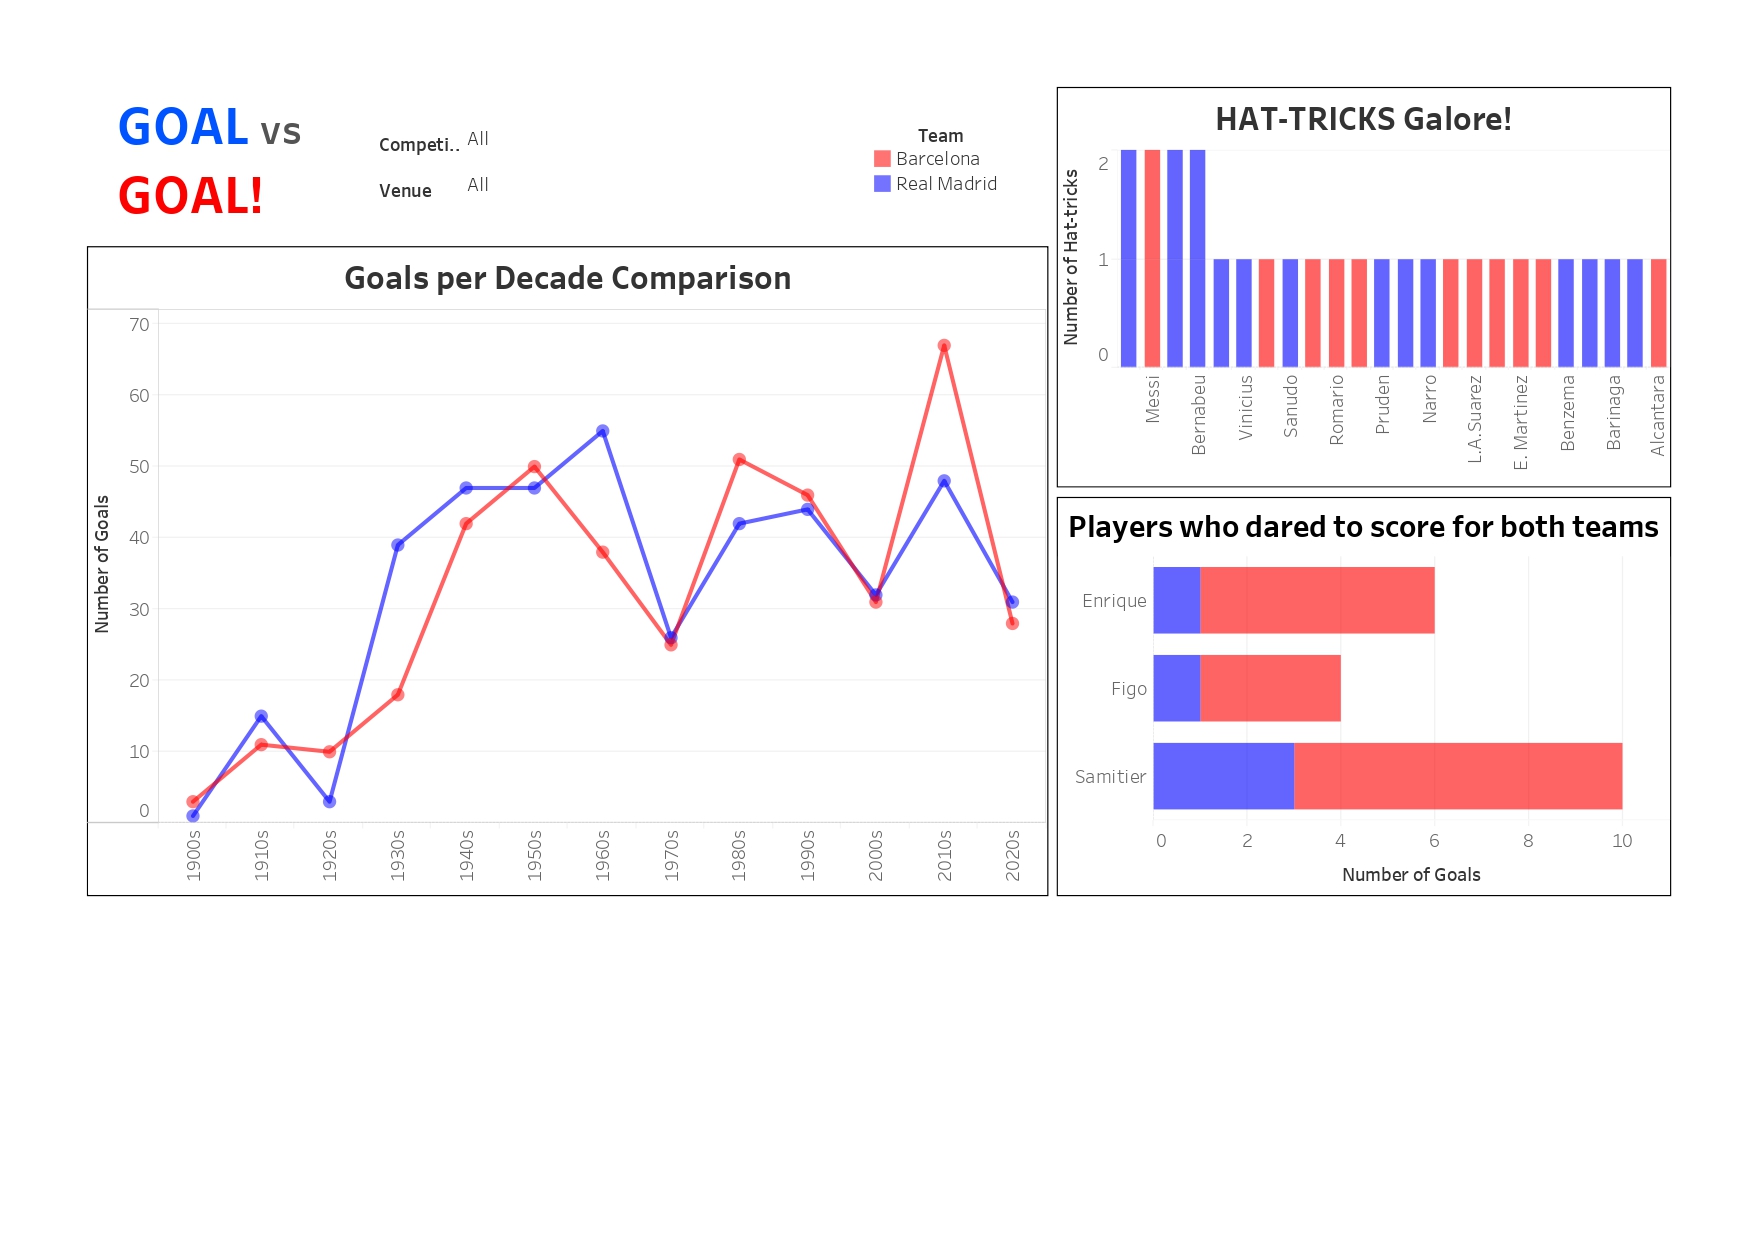 GOAL vs
GOAL!
Competi.. All
Venue All
Team
Barcelona
Real Madrid
Goals per Decade Comparison
Number of Goals
70
60
50
40
30
20
10
0
1900s 1910s 1920s 1930s 1940s 1950s 1960s 1970s 1980s 1990s 2000s 2010s 2020s
HAT-TRICKS Galore!
Number of Hat-tricks
2
1
0
Messi Bernabeu Vinicius Sanudo Romario Pruden Narro L.A.Suarez E. Martinez Benzema Barinaga Alcantara
Players who dared to score for both teams
Enrique
Figo
Samitier
0 2 4 6 8 10
Number of Goals